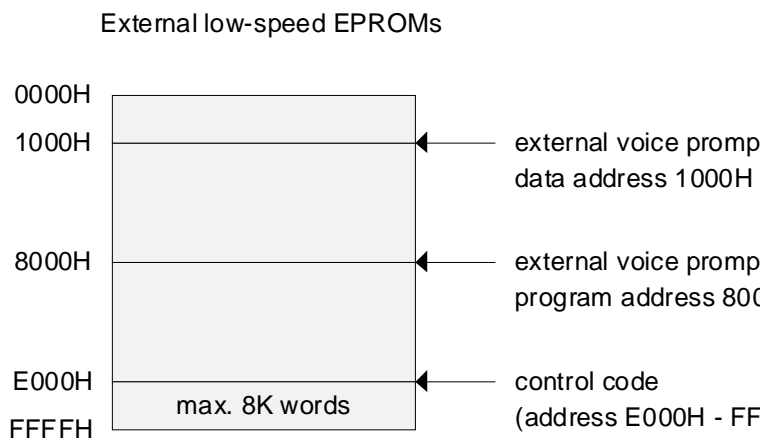 External low-speed EPROMs
0000H
1000H
external voice promp
data address 1000H
8000H
external voice promp
program address 800
E000H
control code
max. 8K words
(address E000H - FF
FFFFH